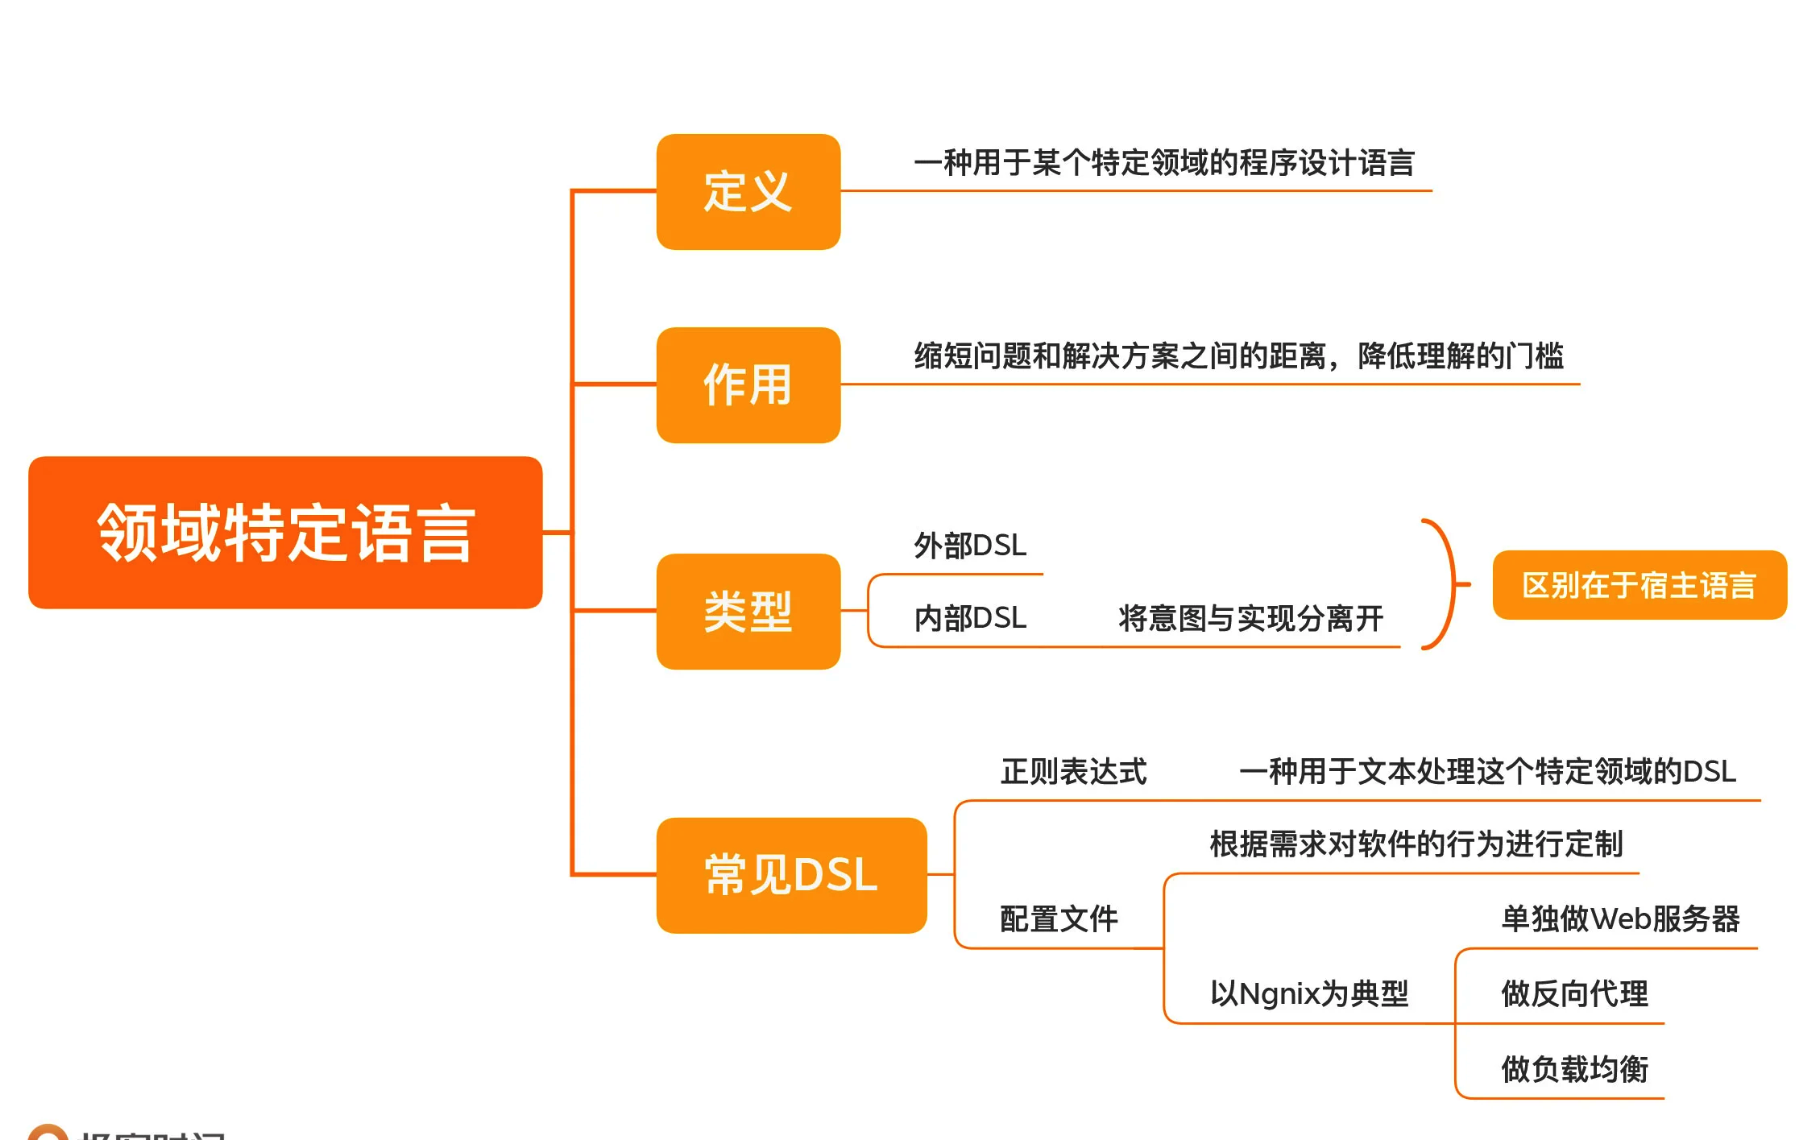 定义
一种用于某个特定领域的程序设计语言
作用
缩短问题和解决方案之间的距离，降低理解的门槛
领域特定语言
类型
外部DSL
内部DSL
将意图与实现分离开
区别在于宿主语言
常见DSL
正则表达式
一种用于文本处理这个特定领域的DSL
配置文件
根据需求对软件的行为进行定制
以Ngnix为典型
单独做Web服务器
做反向代理
做负载均衡
极客时间